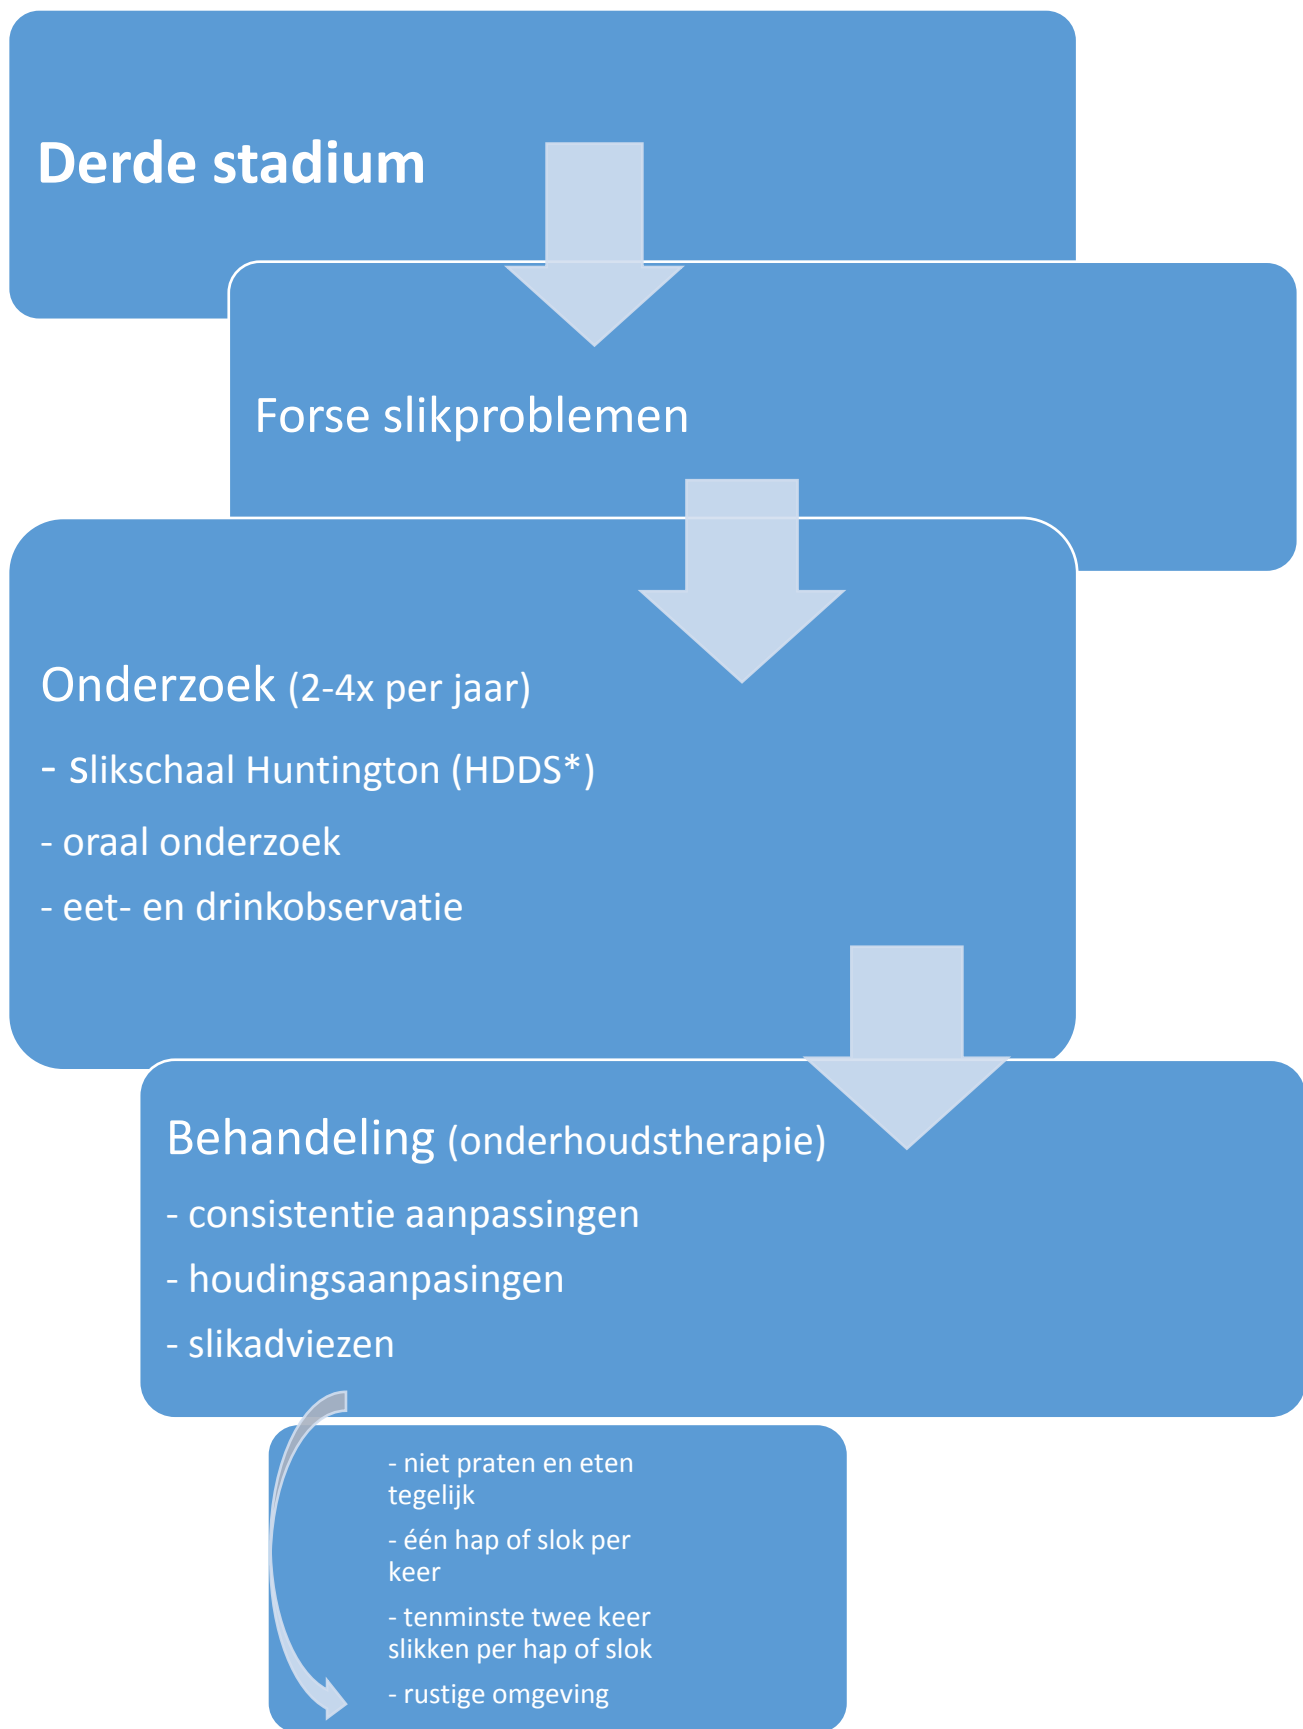 Derde stadium
Forse slikproblemen
Onderzoek (2-4x per jaar)
- slikschaal Huntington (HDDS*)
- oraal onderzoek
- eet- en drinkobservatie
Behandeling (onderhoudstherapie)
- consistentie aanpassingen
- houdingsaanpasingen
- slikadviezen
- niet praten en eten
tegelijk
- één hap of slok per
keer
- tenminste twee keer
slikken per hap of slok
- rustige omgeving